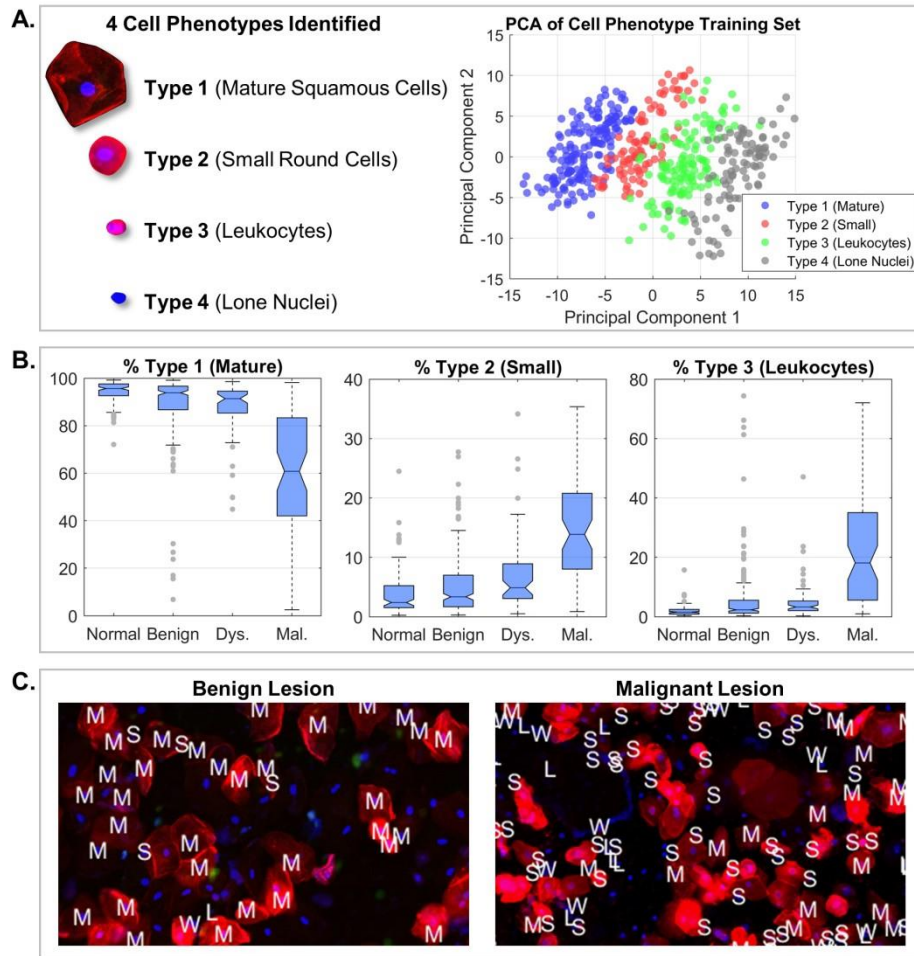 A.
4 Cell Phenotypes Identified
Type 1 (Mature Squamous Cells)
Type 2 (Small Round Cells)
Type 3 (Leukocytes)
Type 4 (Lone Nuclei)
PCA of Cell Phenotype Training Set
Principal Component 2
15
10
5
0
-5
-10
-15
-15 -10 -5 0 5 10 15
Principal Component 1
Type 1 (Mature)
Type 2 (Small)
Type 3 (Leukocytes)
Type 4 (Lone Nuclei)
B.
% Type 1 (Mature)
100
80
60
40
20
0
Normal Benign Dys. Mal.
% Type 2 (Small)
40
30
20
10
0
Normal Benign Dys. Mal.
% Type 3 (Leukocytes)
80
60
40
20
0
Normal Benign Dys. Mal.
C.
Benign Lesion
Malignant Lesion